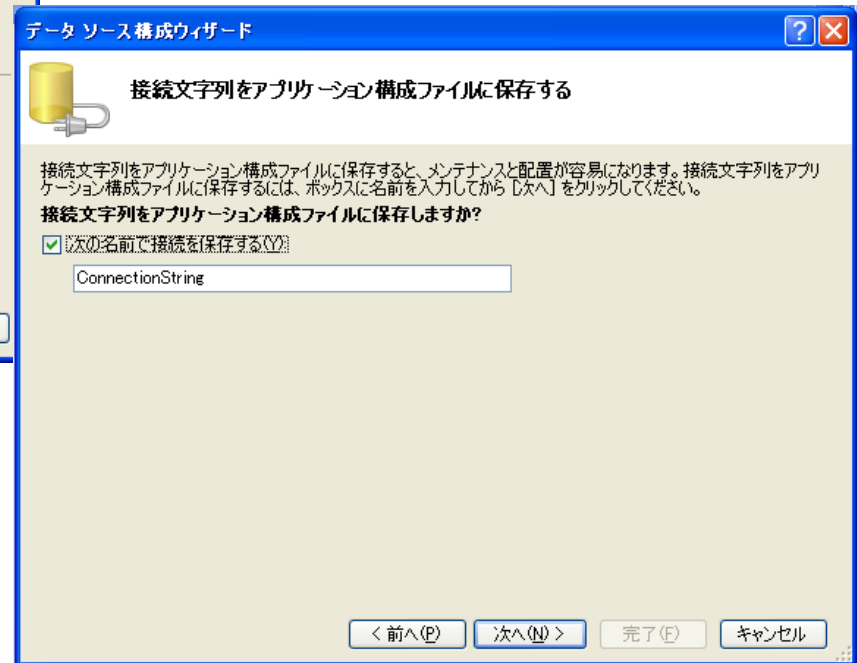 データ ソース構成ウィザード
接続文字列をアプリケーション構成ファイルに保存する
接続文字列をアプリケーション構成ファイルに保存すると、メンテナンスと配置が容易になります。接続文字列をアプリ
ケーション構成ファイルに保存するには、ボックスに名前を入力してから [次へ] をクリックしてください。
接続文字列をアプリケーション構成ファイルに保存しますか?
次の名前で接続を保存する(Y):
ConnectionString
< 前へ(P)
次へ(N) >
完了(F)
キャンセル